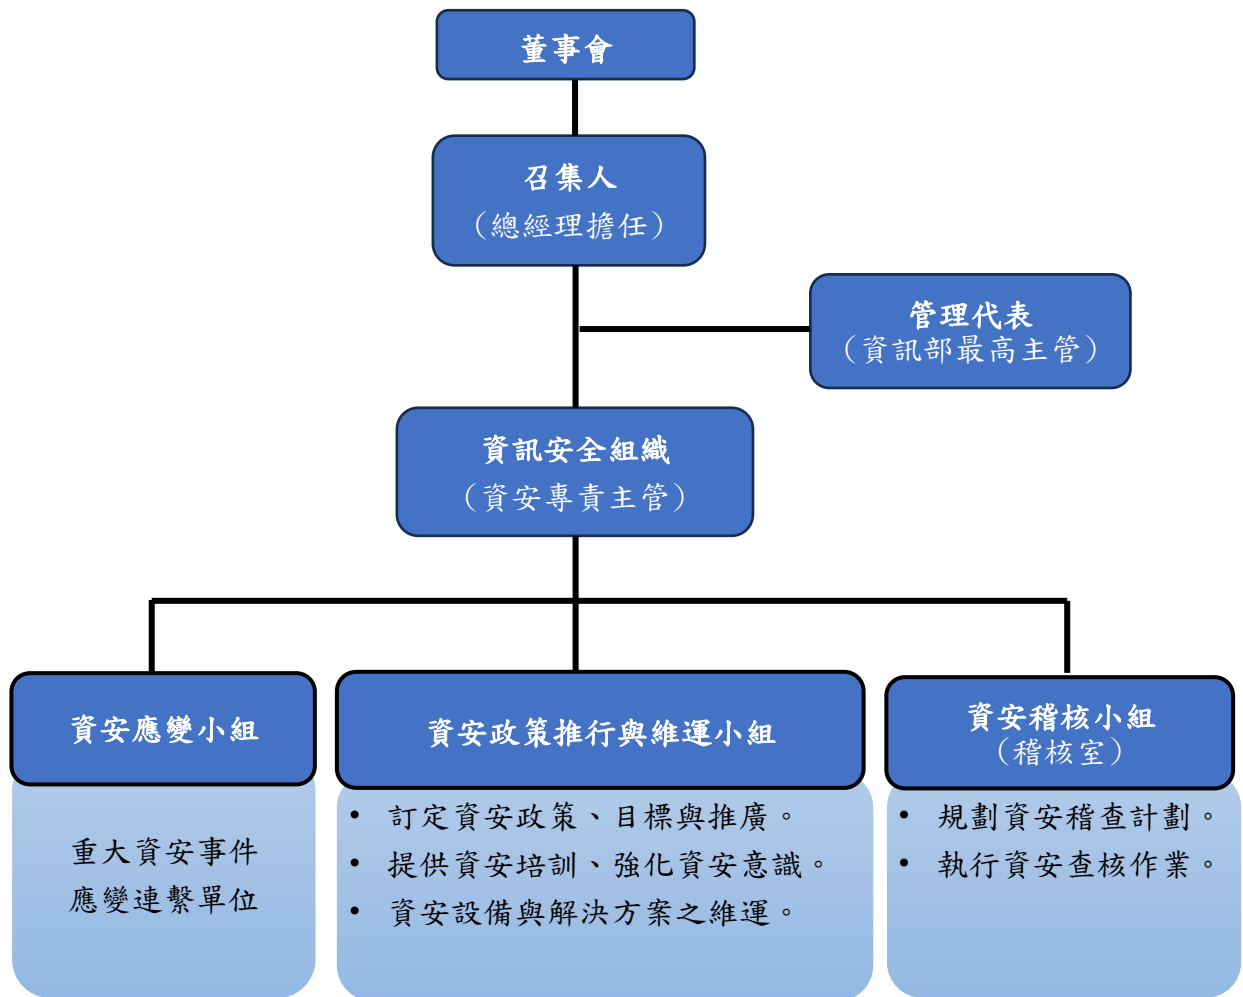 董事會
召集人
（總經理擔任）
管理代表
（資訊部最高主管）
資訊安全組織
（資安專責主管）
資安應變小組
重大資安事件
應變連繫單位
資安政策推行與維運小組
• 訂定資安政策、目標與推廣。
• 提供資安培訓、強化資安意識。
• 資安設備與解決方案之維運。
資安稽核小組
（稽核室）
• 規劃資安稽查計劃。
• 執行資安查核作業。